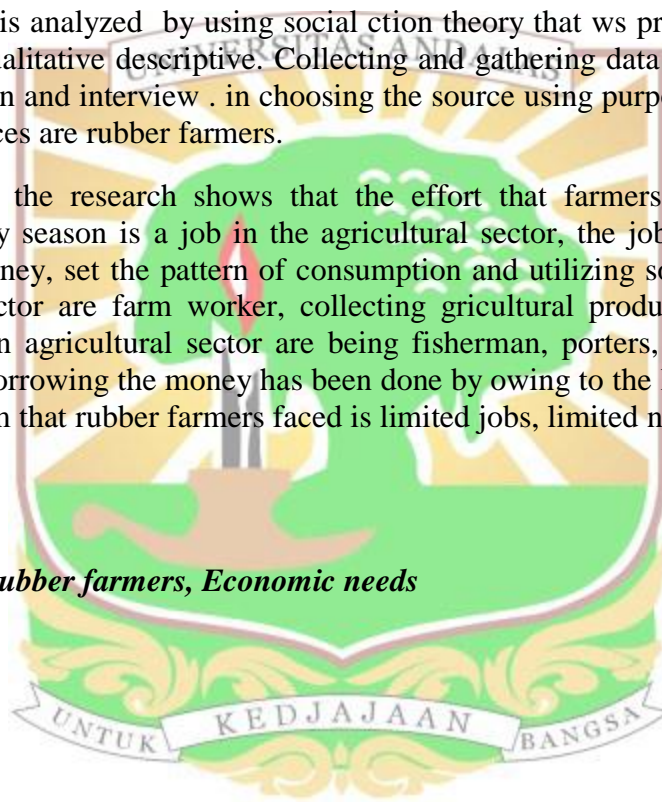 is analyzed by using social ction theory that ws pr
alitative descriptive. Collecting and gathering data
UNIVERSITAS ANDALAS
n and interview . in choosing the source using purp
ces are rubber farmers.
the research shows that the effort that farmers
y season is a job in the agricultural sector, the job
ney, set the pattern of consumption and utilizing so
ctor are farm worker, collecting gricultural produ
n agricultural sector are being fisherman, porters,
orrowing the money has been done by owing to the
n that rubber farmers faced is limited jobs, limited n
ubber farmers, Economic needs
UNTUK KEDJAJAAN BANGSA